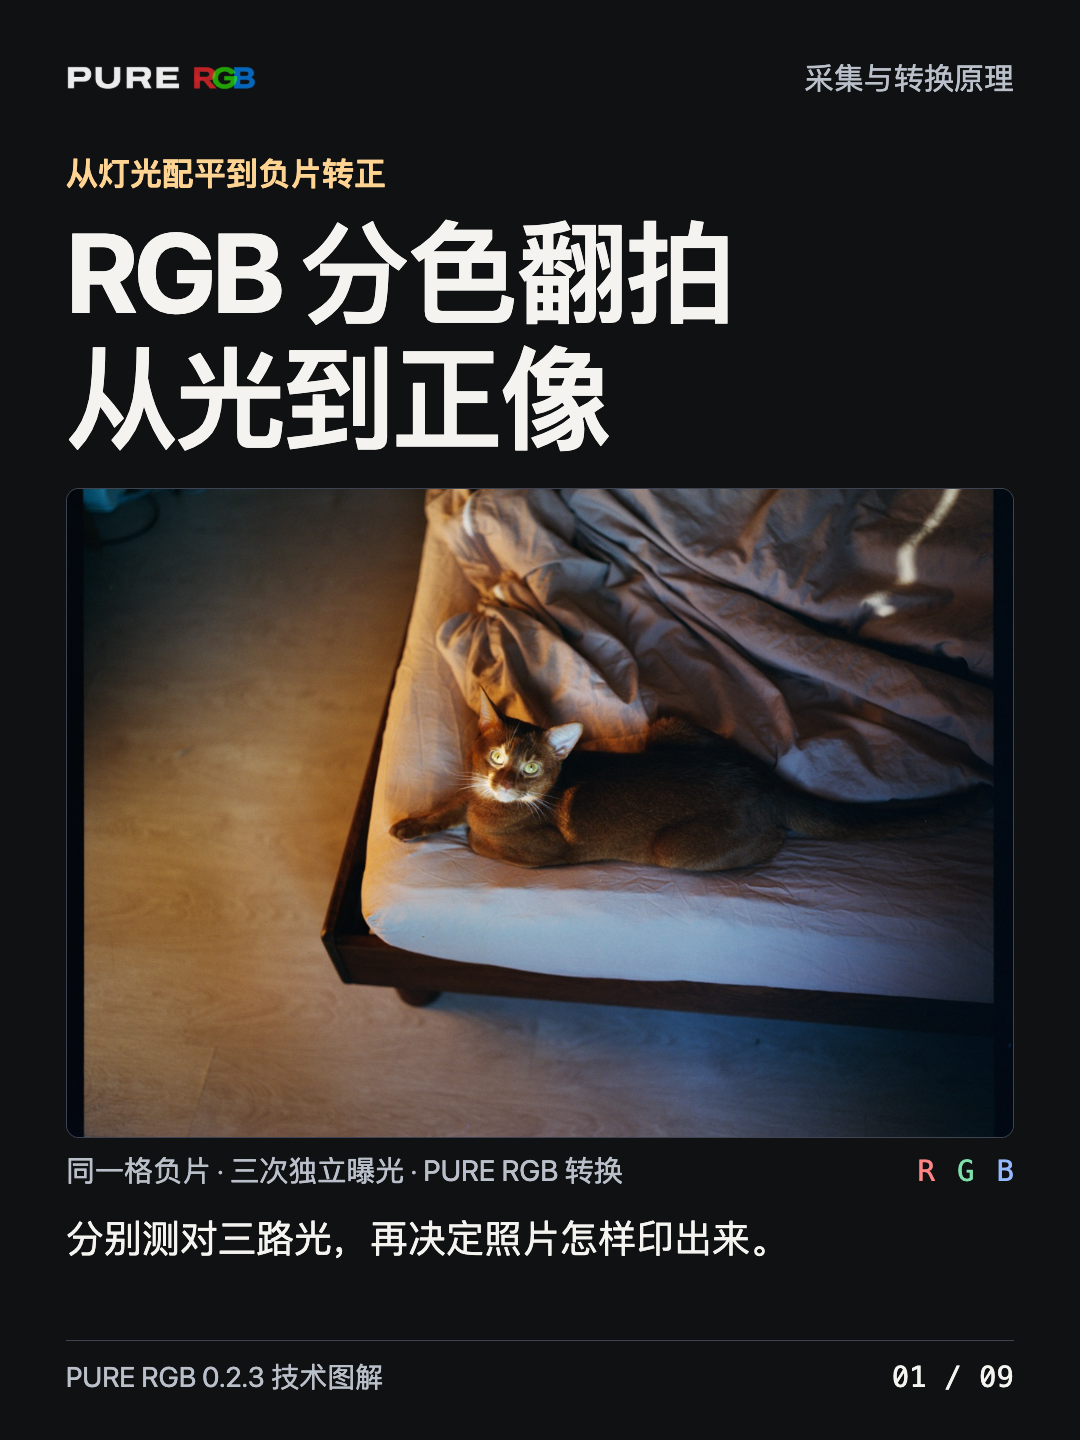 PURE RGB
采集与转换原理
从灯光配平到负片转正
RGB 分色翻拍
从光到正像
同一格负片 · 三次独立曝光 · PURE RGB 转换
R G B
分别测对三路光，再决定照片怎样印出来。
PURE RGB 0.2.3 技术图解
01 / 09